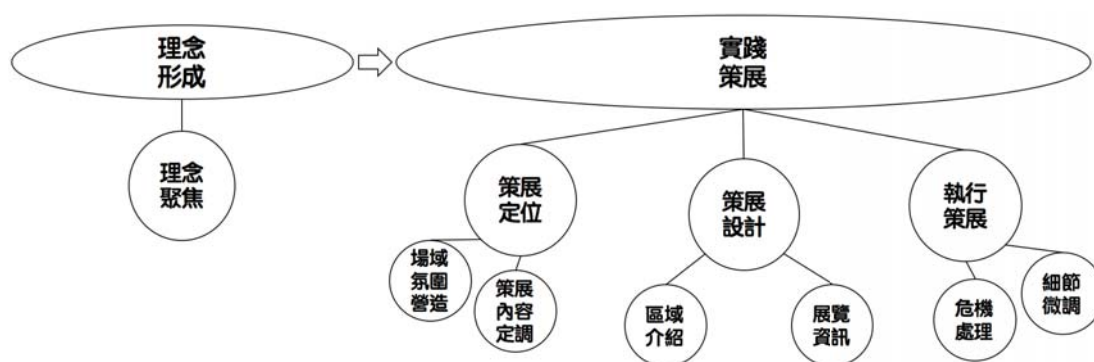 理念
形成
實踐
策展
理念
聚焦
策展
定位
策展
設計
執行
策展
場域
氛圍
營造
策展
內容
定調
區域
介紹
展覽
資訊
危機
處理
細節
微調